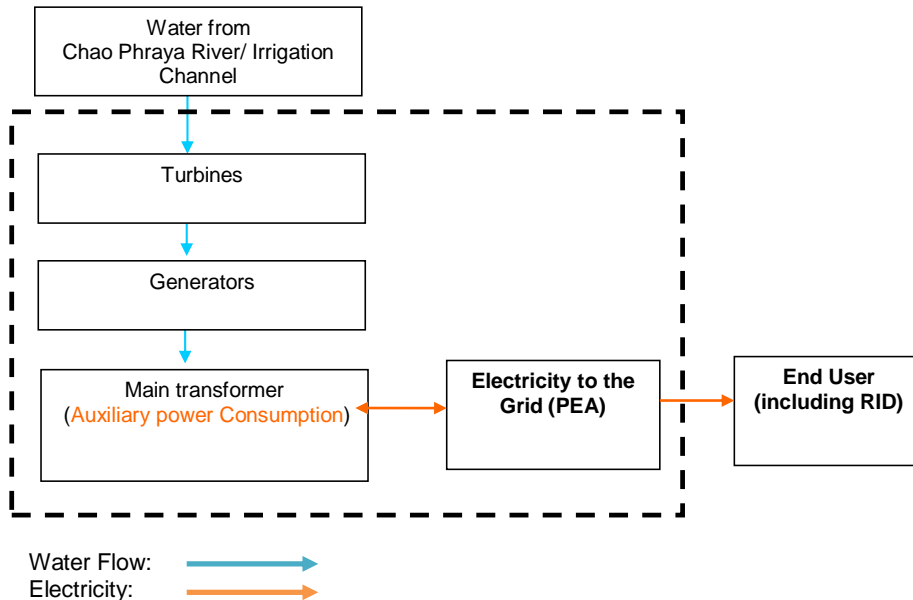 Water from
Chao Phraya River/ Irrigation
Channel
Turbines
Generators
Main transformer
(Auxiliary power Consumption)
Electricity to the
Grid (PEA)
End User
(including RID)
Water Flow:
Electricity: